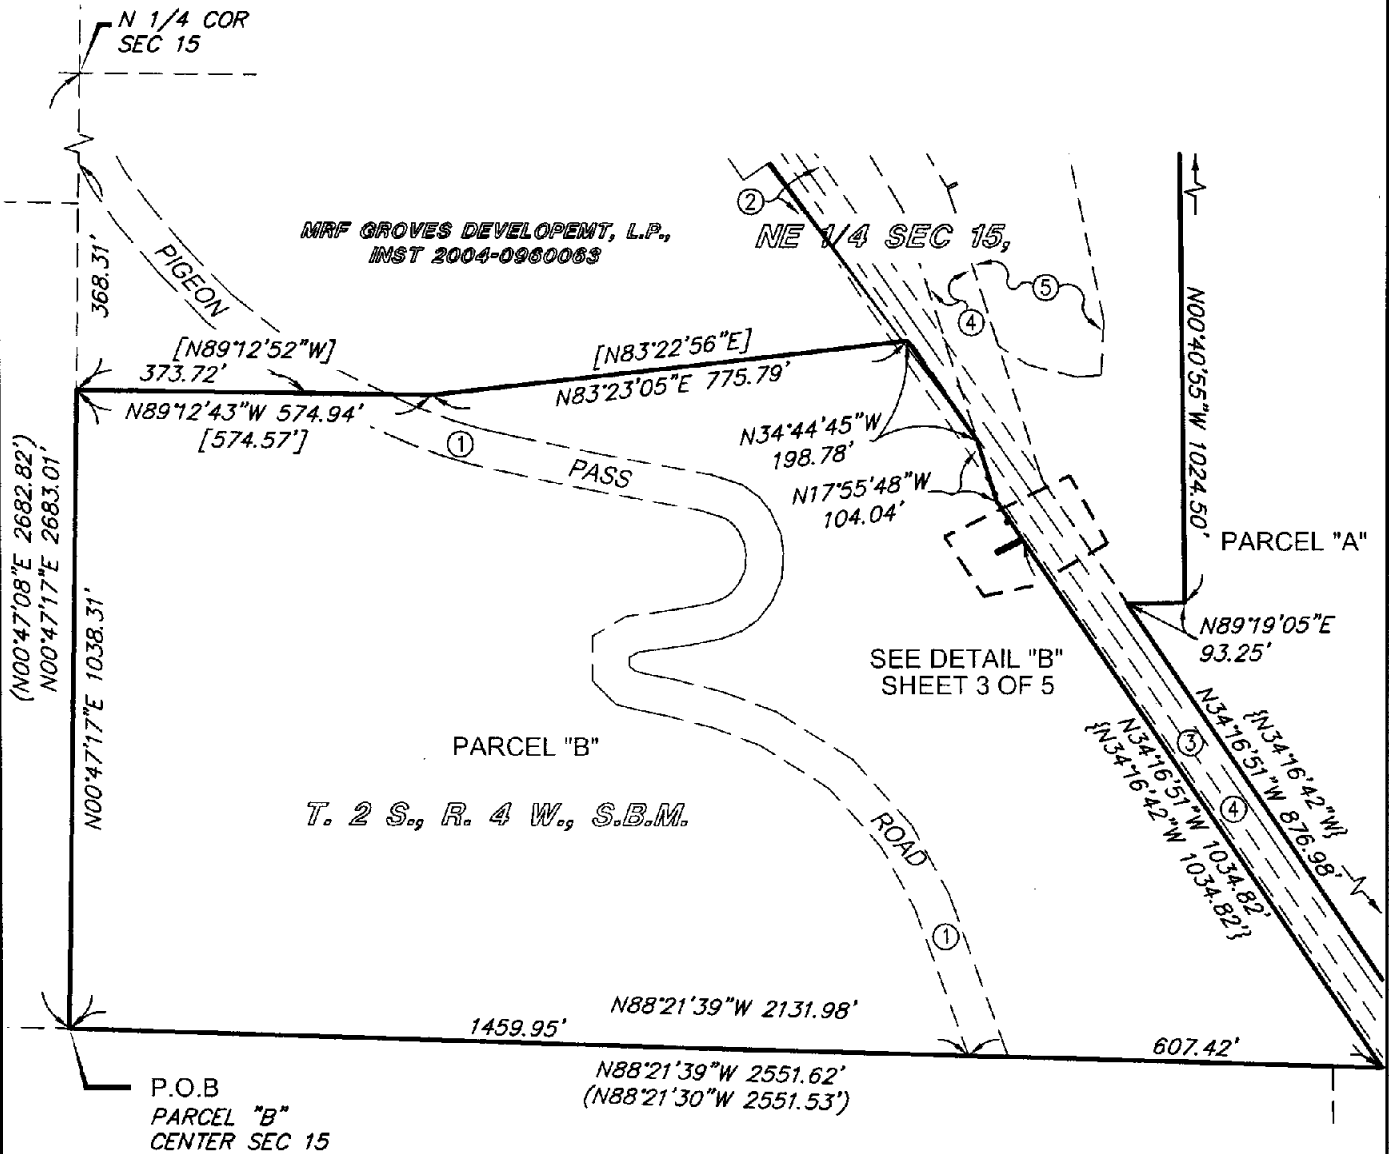 N 1/4 COR
SEC 15
MRF GROVES DEVELOPEMT, L.P.,
INST 2004-0960063
NE 1/4 SEC 15,
②
⑤
④
PIGEON
368.31'
[N89°12'52"W]
373.72'
N89°12'43"W 574.94'
[574.57']
[N83°22'56"E]
N83°23'05"E 775.79'
①
PASS
N34°44'45"W
198.78'
N17°55'48"W
104.04'
N00°40'55"W 1024.50'
PARCEL "A"
N89°19'05"E
93.25'
(N00°47'08"E 2682.82')
N00°47'17"E 2683.01'
N00°47'17"E 1038.31'
SEE DETAIL "B"
SHEET 3 OF 5
PARCEL "B"
T. 2 S., R. 4 W., S.B.M.
ROAD
①
③
④
{N34°16'42"W}
N34°16'51"W 876.98'
N34°16'51"W 1034.82'
{N34°16'42"W 1034.82'}
N88°21'39"W 2131.98'
1459.95'
607.42'
N88°21'39"W 2551.62'
(N88°21'30"W 2551.53')
P.O.B
PARCEL "B"
CENTER SEC 15